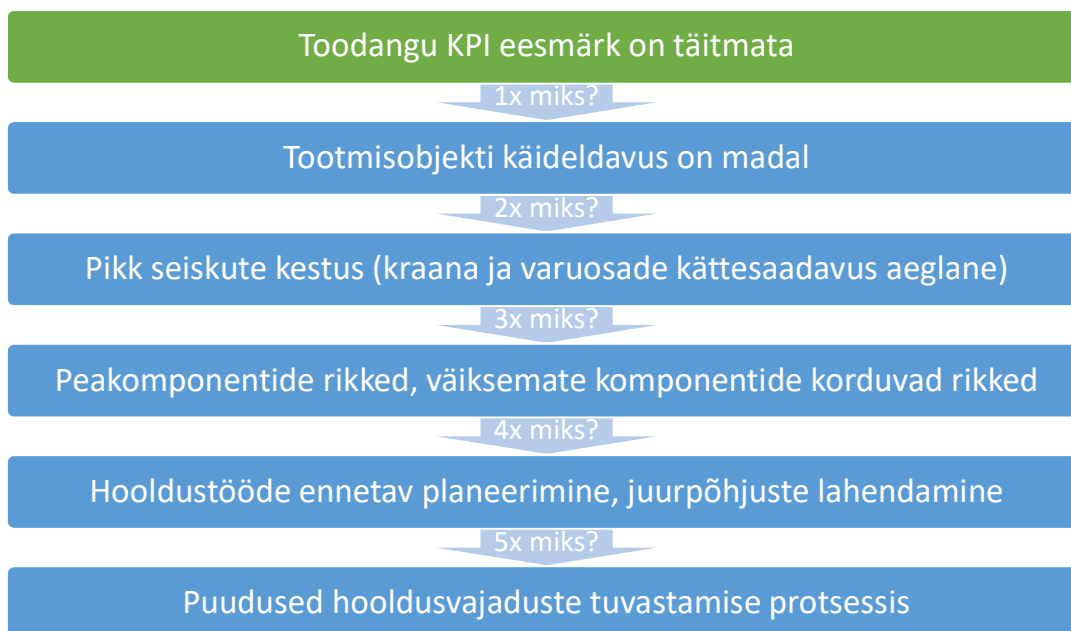 Toodangu KPI eesmärk on täitmata
1x miks?
Tootmisobjekti käideldavus on madal
2x miks?
Pikk seiskute kestus (kraana ja varuosade kättesaadavus aeglane)
3x miks?
Peakomponentide rikked, väiksemate komponentide korduvad rikked
4x miks?
Hooldustööde ennetav planeerimine, juurpõhjuste lahendamine
5x miks?
Puudused hooldusvajaduste tuvastamise protsessis